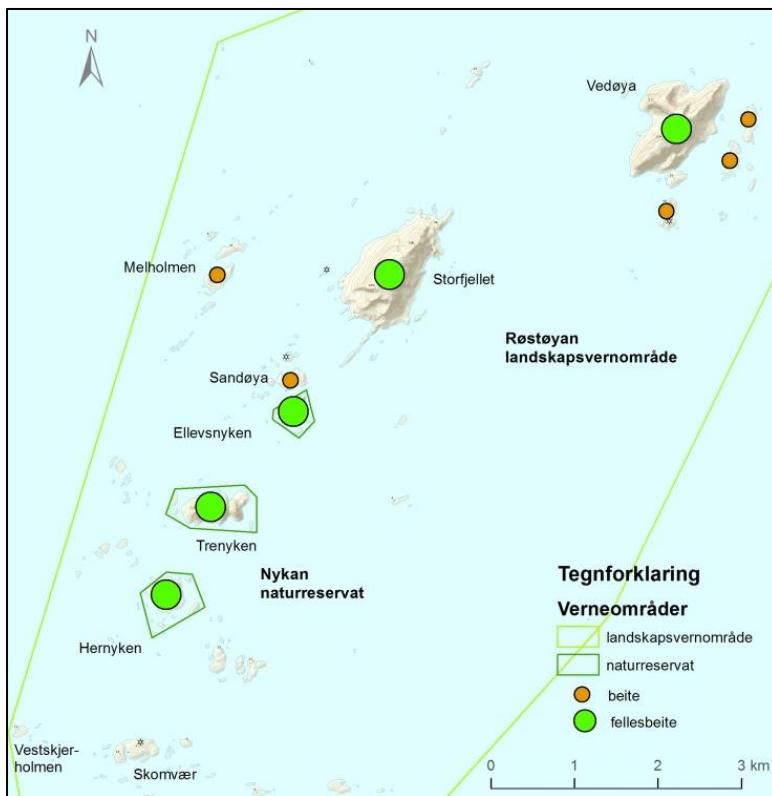 N
Vedøya
Melholmen
Storfjellet
Røstøyan
landskapsvernområde
Sandøya
Ellevsnyken
Trenyken
Nykan
naturreservat
Hernyken
Vestskjer-
holmen
Skomvær
Tegnforklaring
Verneområder
landskapsvernområde
naturreservat
beite
fellesbeite
0 1 2 3 km